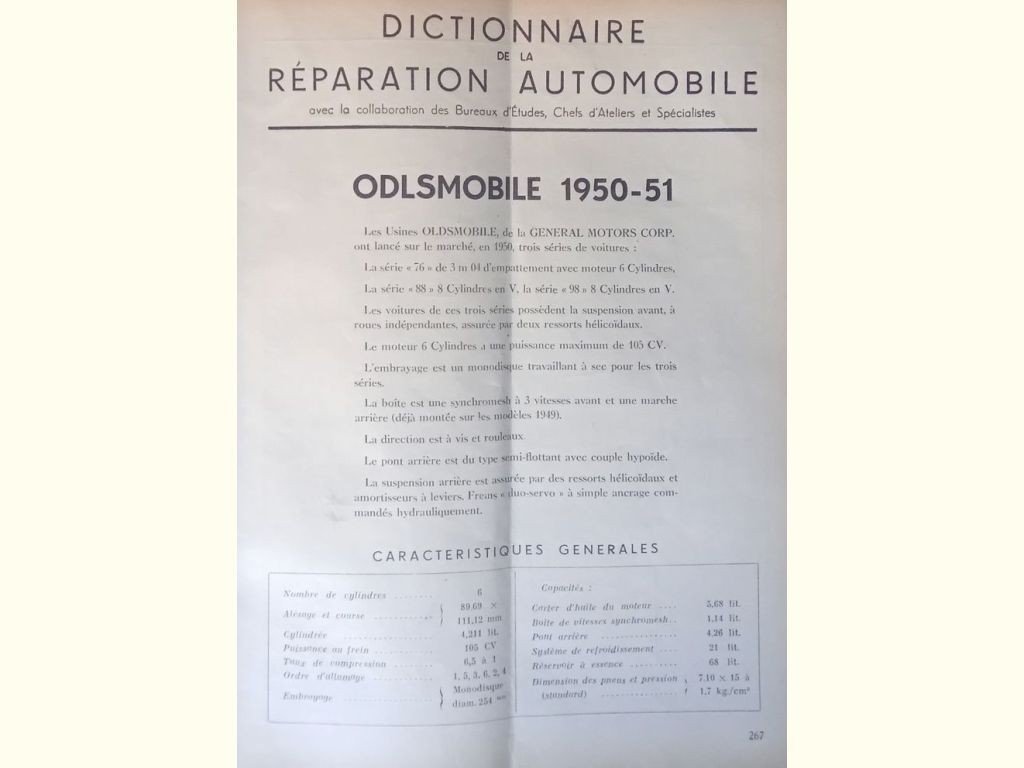 DICTIONNAIRE
DE LA
RÉPARATION AUTOMOBILE
avec la collaboration des Bureaux d'Études, Chefs d'Ateliers et Spécialistes
ODLSMOBILE 1950-51
Les Usines OLDSMOBILE, de la GENERAL MOTORS CORP.
ont lancé sur le marché, en 1950, trois séries de voitures :
La série « 76 » de 3 m 04 d'empattement avec moteur 6 Cylindres,
La série « 88 » 8 Cylindres en V, la série « 98 » 8 Cylindres en V.
Les voitures de ces trois séries possèdent la suspension avant, à
roues indépendantes, assurée par deux ressorts hélicoïdaux.
Le moteur 6 Cylindres a une puissance maximum de 105 CV.
L'embrayage est un monodisque travaillant à sec pour les trois
séries.
La boîte est une synchromesh à 3 vitesses avant et une marche
arrière (déjà montée sur les modèles 1949).
La direction est à vis et rouleaux.
Le pont arrière est du type semi-flottant avec couple hypoïde.
La suspension arrière est assurée par des ressorts hélicoïdaux et
amortisseurs à leviers. Freins « duo-servo » à simple ancrage com-
mandés hydrauliquement.
CARACTERISTIQUES GENERALES
Nombre de cylindres ........ 6
Alésage et course ............ 89,69 ×
111,12 mm
Cylindrée .................. 4,211 lit.
Puissance au frein ........... 105 CV
Taux de compression ........ 6,5 à 1
Ordre d'allumage ........... 1, 5, 3, 6, 2, 4
Embrayage .................. Monodisque
diam. 254 mm
Capacités :
Carter d'huile du moteur .... 5,68 lit.
Boîte de vitesses synchromesh.. 1,14 lit.
Pont arrière ................ 4,26 lit.
Système de refroidissement .... 21 lit.
Réservoir à essence .......... 68 lit.
Dimension des pneus et pression 7.10 × 15 à
(standard) ................ 1,7 kg./cm²
267